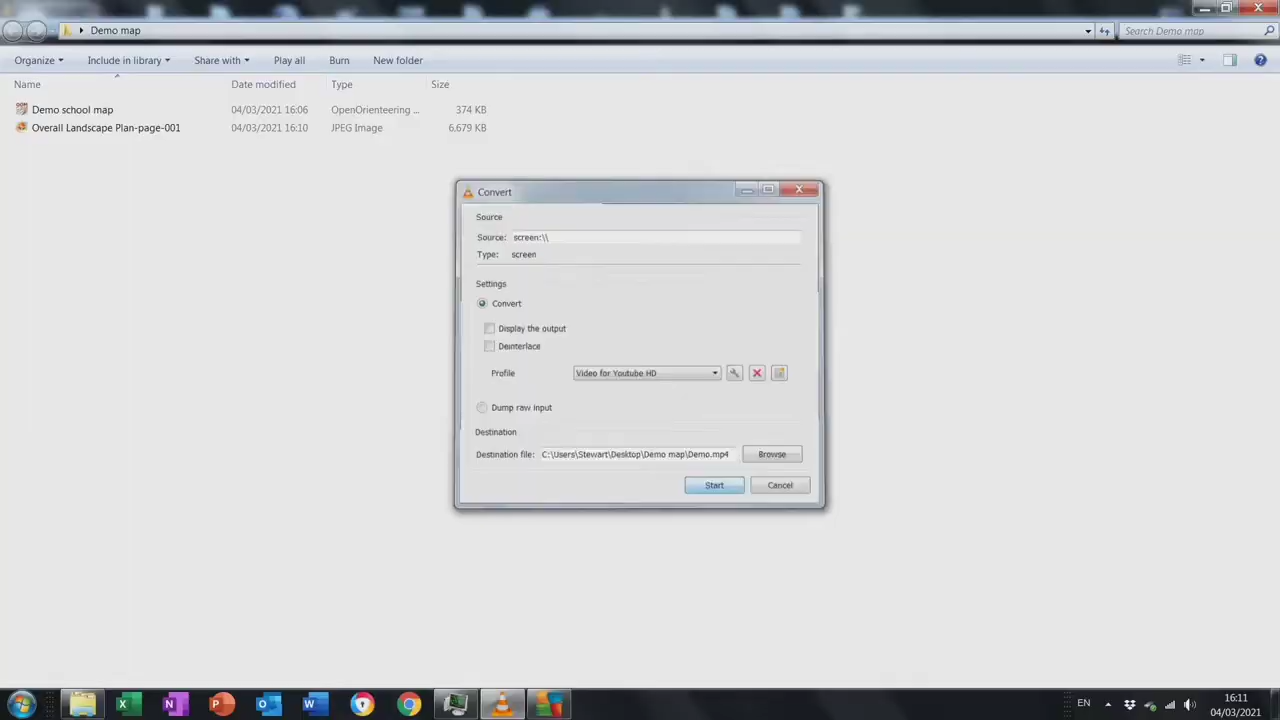 Demo map
Search Demo map
Organize
Include in library
Share with
Play all
Burn
New folder
Name
Date modified
Type
Size
Demo school map
04/03/2021 16:06
OpenOrienteering ...
374 KB
Overall Landscape Plan-page-001
04/03/2021 16:10
JPEG Image
6,679 KB
Convert
Source
Source: screen:\\
Type: screen
Settings
Convert
Display the output
Deinterlace
Profile
Video for Youtube HD
Dump raw input
Destination
Destination file: C:\Users\Stewart\Desktop\Demo map\Demo.mp4
Browse
Start
Cancel
EN
16:11
04/03/2021